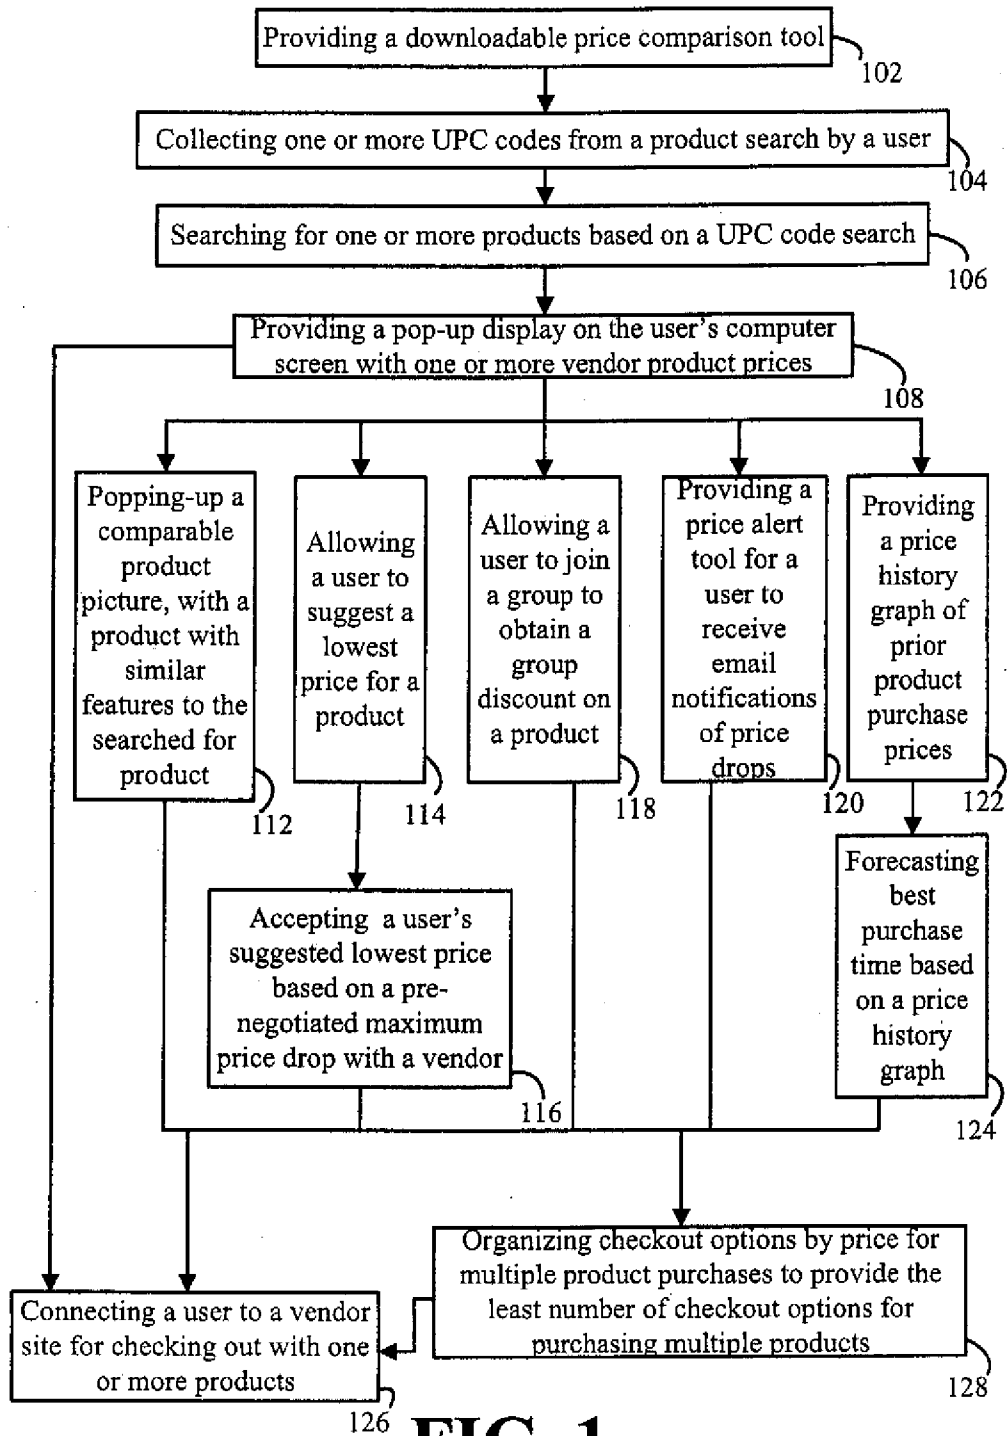 Providing a downloadable price comparison tool
102
Collecting one or more UPC codes from a product search by a user
104
Searching for one or more products based on a UPC code search
106
Providing a pop-up display on the user's computer
screen with one or more vendor product prices
108
Popping-up a
comparable
product
picture, with a
product with
similar
features to the
searched for
product
112
Allowing
a user to
suggest a
lowest
price for a
product
114
Allowing a
user to join
a group to
obtain a
group
discount on
a product
118
Providing a
price alert
tool for a
user to
receive
email
notifications
of price
drops
120
Providing
a price
history
graph of
prior
product
purchase
prices
122
Accepting a user's
suggested lowest price
based on a pre-
negotiated maximum
price drop with a vendor
116
Forecasting
best
purchase
time based
on a price
history
graph
124
Organizing checkout options by price for
multiple product purchases to provide the
least number of checkout options for
purchasing multiple products
128
Connecting a user to a vendor
site for checking out with one
or more products
126
FIG. 1